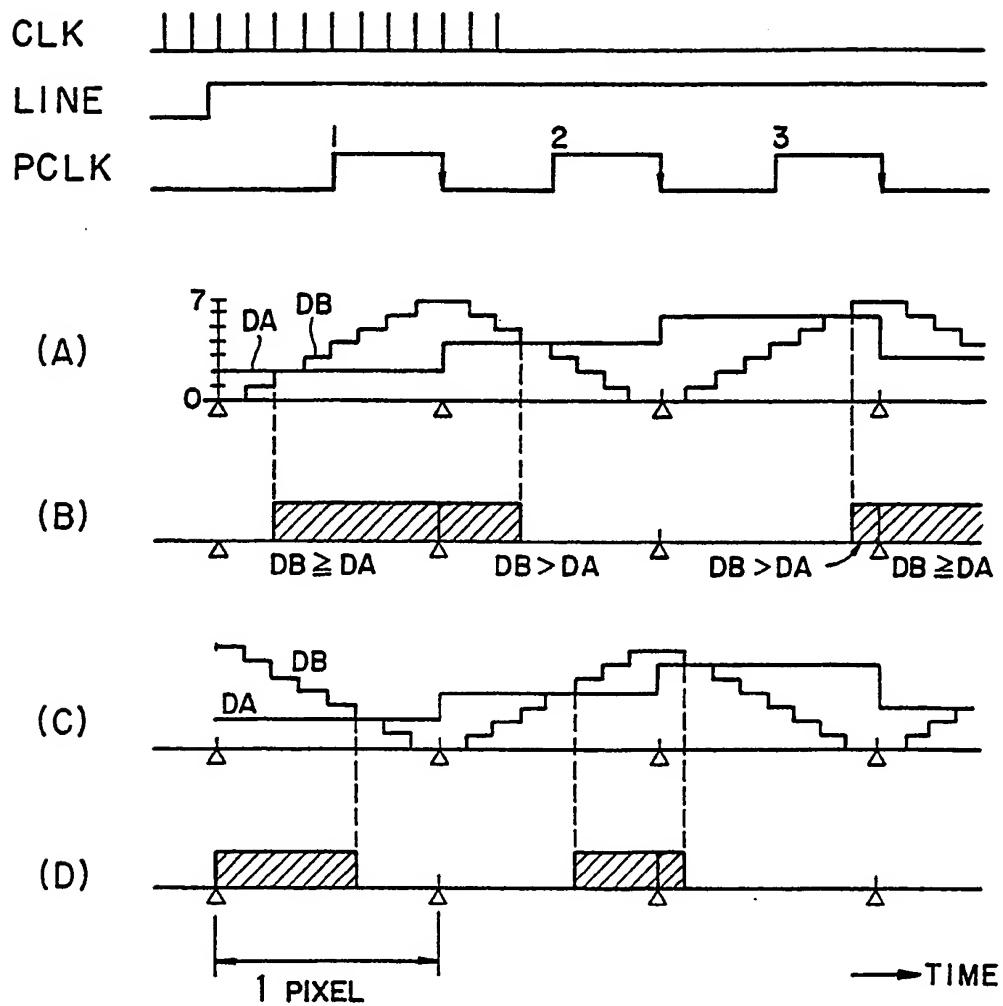 CLK
LINE
PCLK
1 2 3
(A)
7
DA DB
0
(B)
DB ≧ DA DB > DA DB > DA DB ≧ DA
(C)
DB
DA
(D)
1 PIXEL
TIME